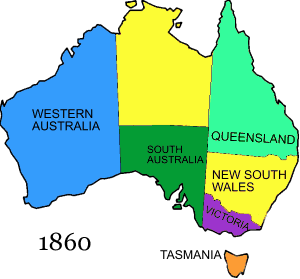 WESTERN
AUSTRALIA
SOUTH
AUSTRALIA
QUEENSLAND
NEW SOUTH
WALES
VICTORIA
1860
TASMANIA